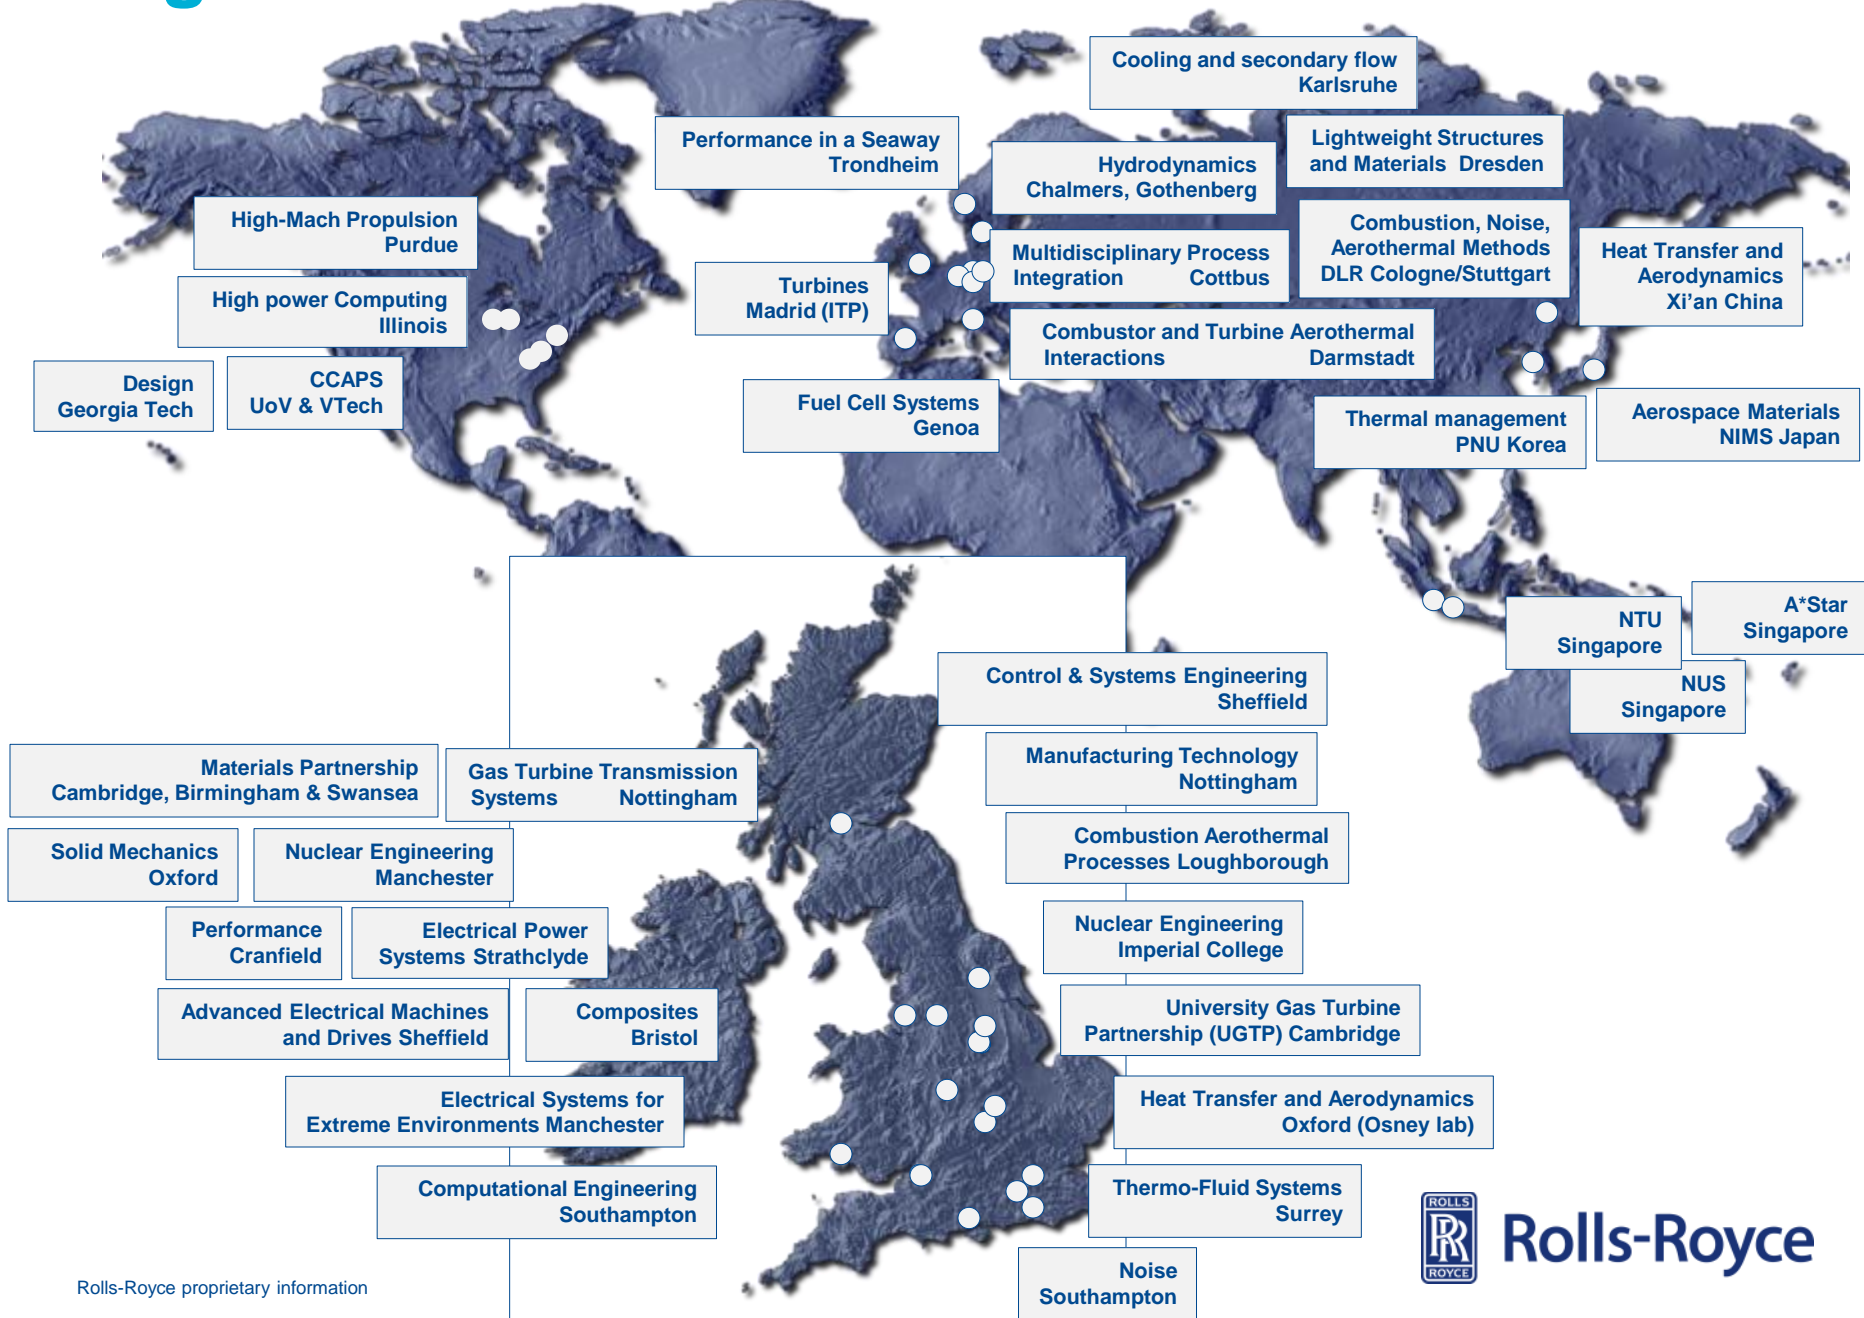 Cooling and secondary flow
Karlsruhe
Performance in a Seaway
Trondheim
Hydrodynamics
Chalmers, Gothenberg
Lightweight Structures
and Materials Dresden
High-Mach Propulsion
Purdue
Multidisciplinary Process
Integration Cottbus
Combustion, Noise,
Aerothermal Methods
DLR Cologne/Stuttgart
Heat Transfer and
Aerodynamics
Xi'an China
High power Computing
Illinois
Turbines
Madrid (ITP)
Combustor and Turbine Aerothermal
Interactions Darmstadt
Design
Georgia Tech
CCAPS
UoV & VTech
Fuel Cell Systems
Genoa
Thermal management
PNU Korea
Aerospace Materials
NIMS Japan
NTU
Singapore
A*Star
Singapore
NUS
Singapore
Control & Systems Engineering
Sheffield
Materials Partnership
Cambridge, Birmingham & Swansea
Gas Turbine Transmission
Systems Nottingham
Manufacturing Technology
Nottingham
Solid Mechanics
Oxford
Nuclear Engineering
Manchester
Combustion Aerothermal
Processes Loughborough
Performance
Cranfield
Electrical Power
Systems Strathclyde
Nuclear Engineering
Imperial College
Advanced Electrical Machines
and Drives Sheffield
Composites
Bristol
University Gas Turbine
Partnership (UGTP) Cambridge
Electrical Systems for
Extreme Environments Manchester
Heat Transfer and Aerodynamics
Oxford (Osney lab)
Computational Engineering
Southampton
Thermo-Fluid Systems
Surrey
Noise
Southampton
ROLLS
RR
ROYCE
Rolls-Royce
Rolls-Royce proprietary information